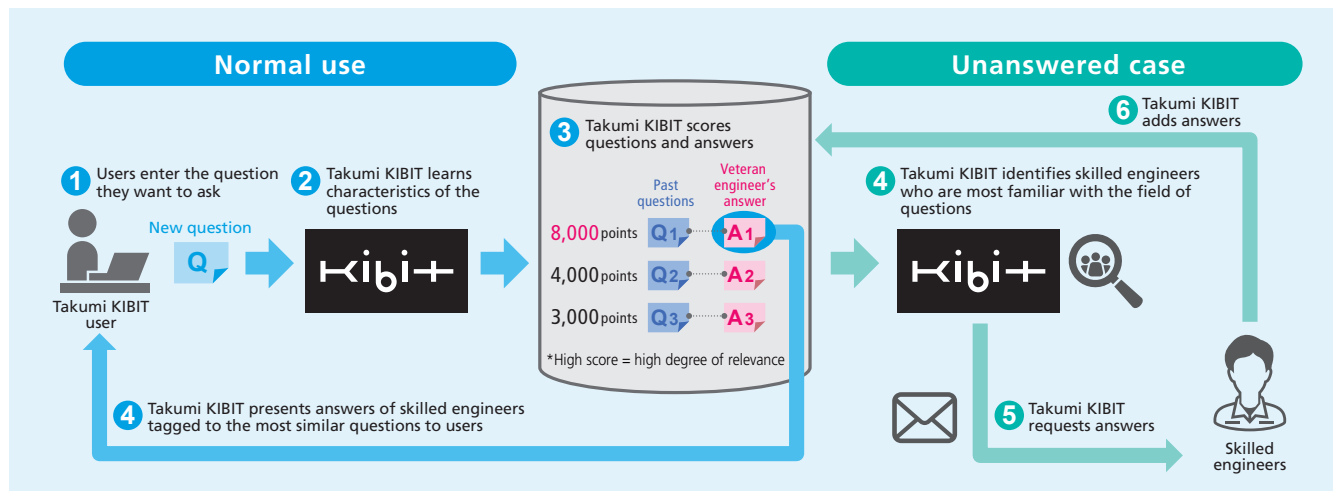 Normal use
Unanswered case
1 Users enter the question
they want to ask
New question
Q
Takumi KIBIT
user
2 Takumi KIBIT learns
characteristics of the
questions
kibit
3 Takumi KIBIT scores
questions and answers
Past
questions
Veteran
engineer's
answer
8,000 points Q1 A1
4,000 points Q2 A2
3,000 points Q3 A3
*High score = high degree of relevance
4 Takumi KIBIT presents answers of skilled engineers
tagged to the most similar questions to users
4 Takumi KIBIT identifies skilled engineers
who are most familiar with the field of
questions
kibit
5 Takumi KIBIT
requests answers
Skilled
engineers
6 Takumi KIBIT
adds answers